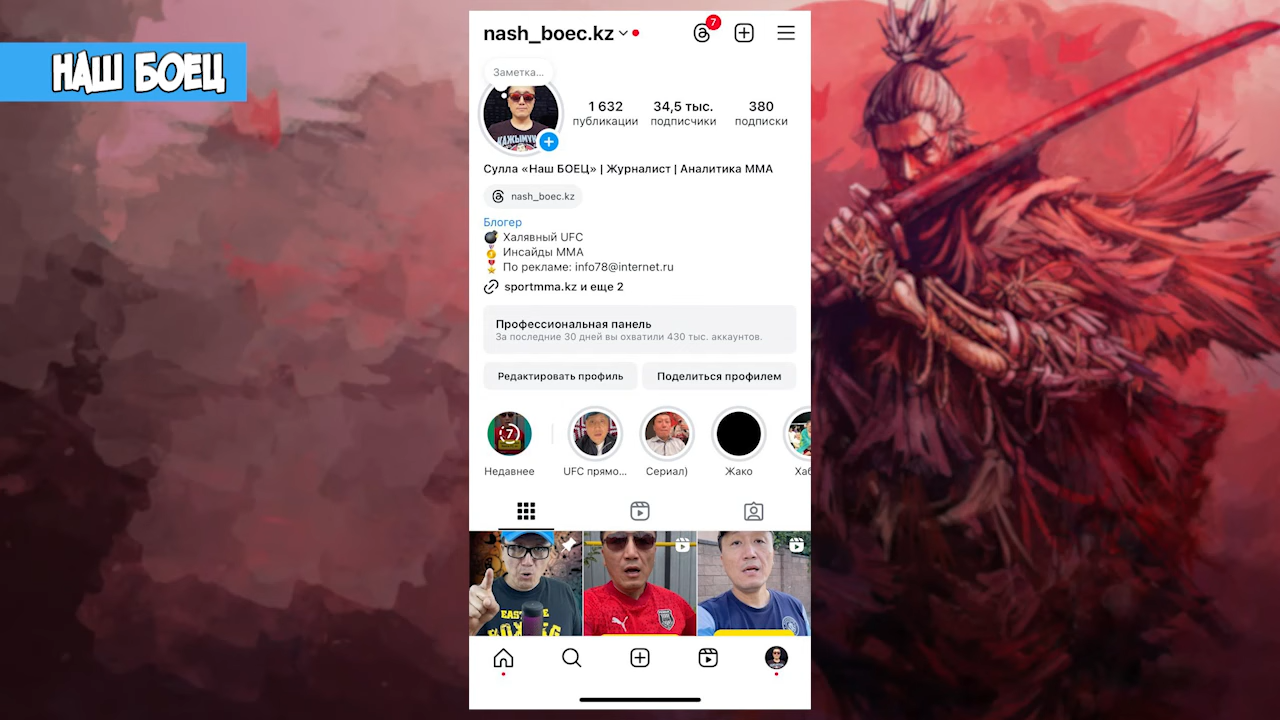 НАШ БОЕЦ
nash_boec.kz
7
Заметка...
1 632
публикации
34,5 тыс.
подписчики
380
подписки
Сулла «Наш БОЕЦ» | Журналист | Аналитика ММА
nash_boec.kz
Блогер
Халявный UFC
Инсайды ММА
По рекламе: info78@internet.ru
sportmma.kz и еще 2
Профессиональная панель
За последние 30 дней вы охватили 430 тыс. аккаунтов.
Редактировать профиль
Поделиться профилем
7
Недавнее
UFC прямо...
Сериал)
Жако
Хаб